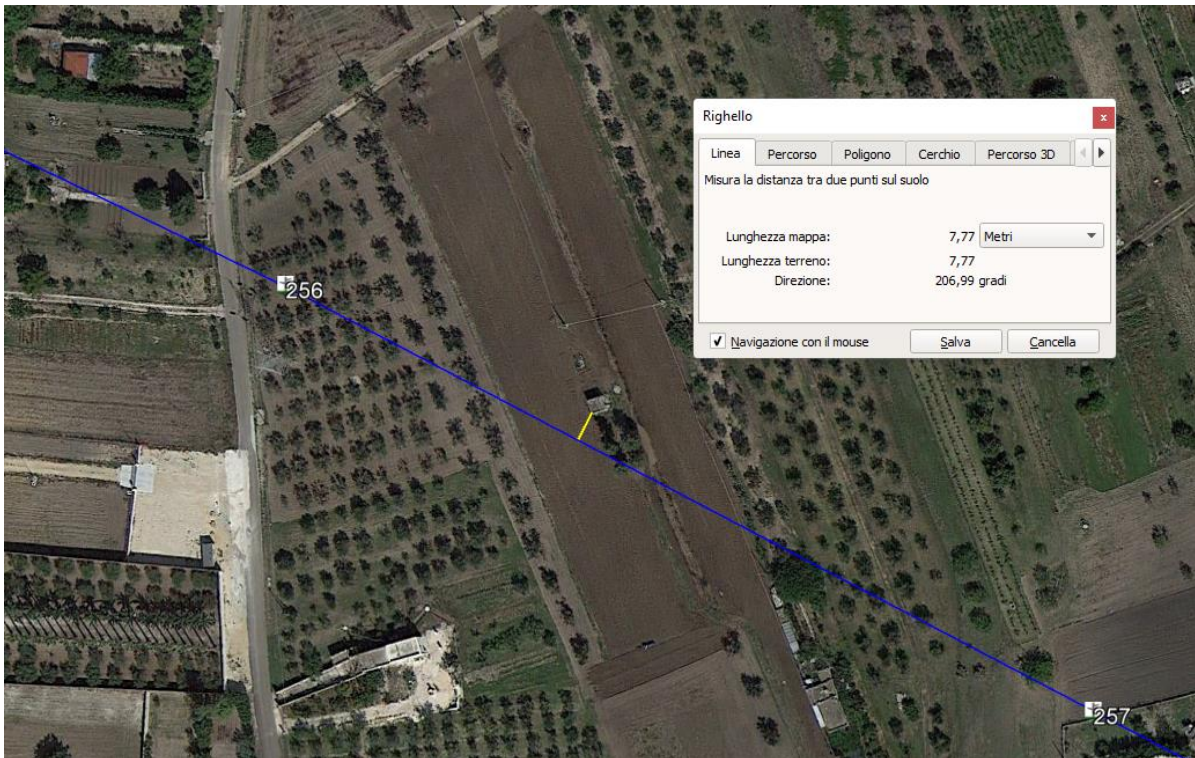 Righello
x
Linea Percorso Poligono Cerchio Percorso 3D
Misura la distanza tra due punti sul suolo
Lunghezza mappa: 7,77 Metri
Lunghezza terreno: 7,77
Direzione: 206,99 gradi
Navigazione con il mouse Salva Cancella
256
257